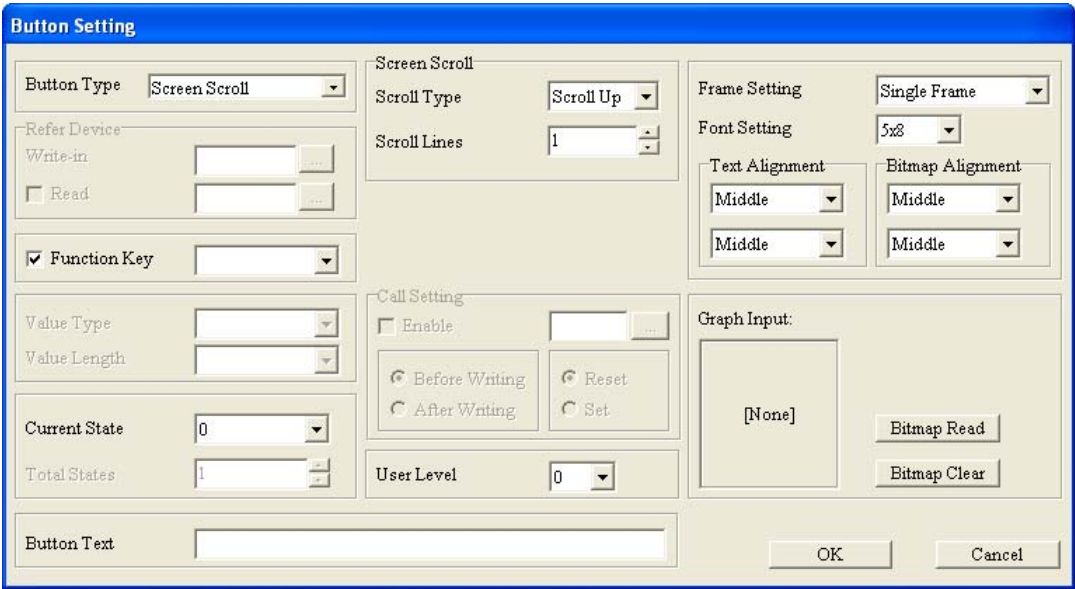 Button Setting
Button Type Screen Scroll
Refer Device
Write-in ...
Read ...
Function Key
Value Type
Value Length
Current State 0
Total States 1
Button Text
Screen Scroll
Scroll Type Scroll Up
Scroll Lines 1
Call Setting
Enable ...
Before Writing
After Writing
Reset
Set
User Level 0
Frame Setting Single Frame
Font Setting 5x8
Text Alignment
Middle
Middle
Bitmap Alignment
Middle
Middle
Graph Input:
[None]
Bitmap Read
Bitmap Clear
OK
Cancel